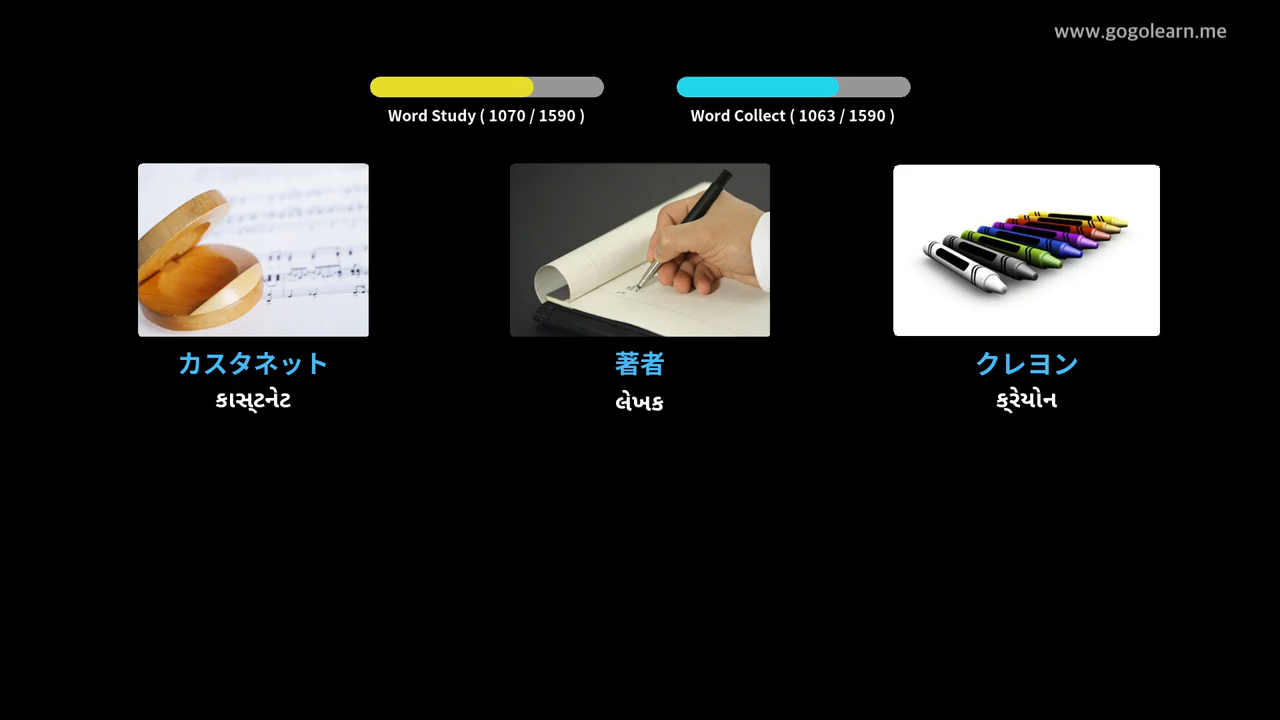 www.gogolearn.me
Word Study ( 1070 / 1590 )
Word Collect ( 1063 / 1590 )
カスタネット
著者
クレヨン
કાસ્ટનેટ
લેખક
ક્રેયોન